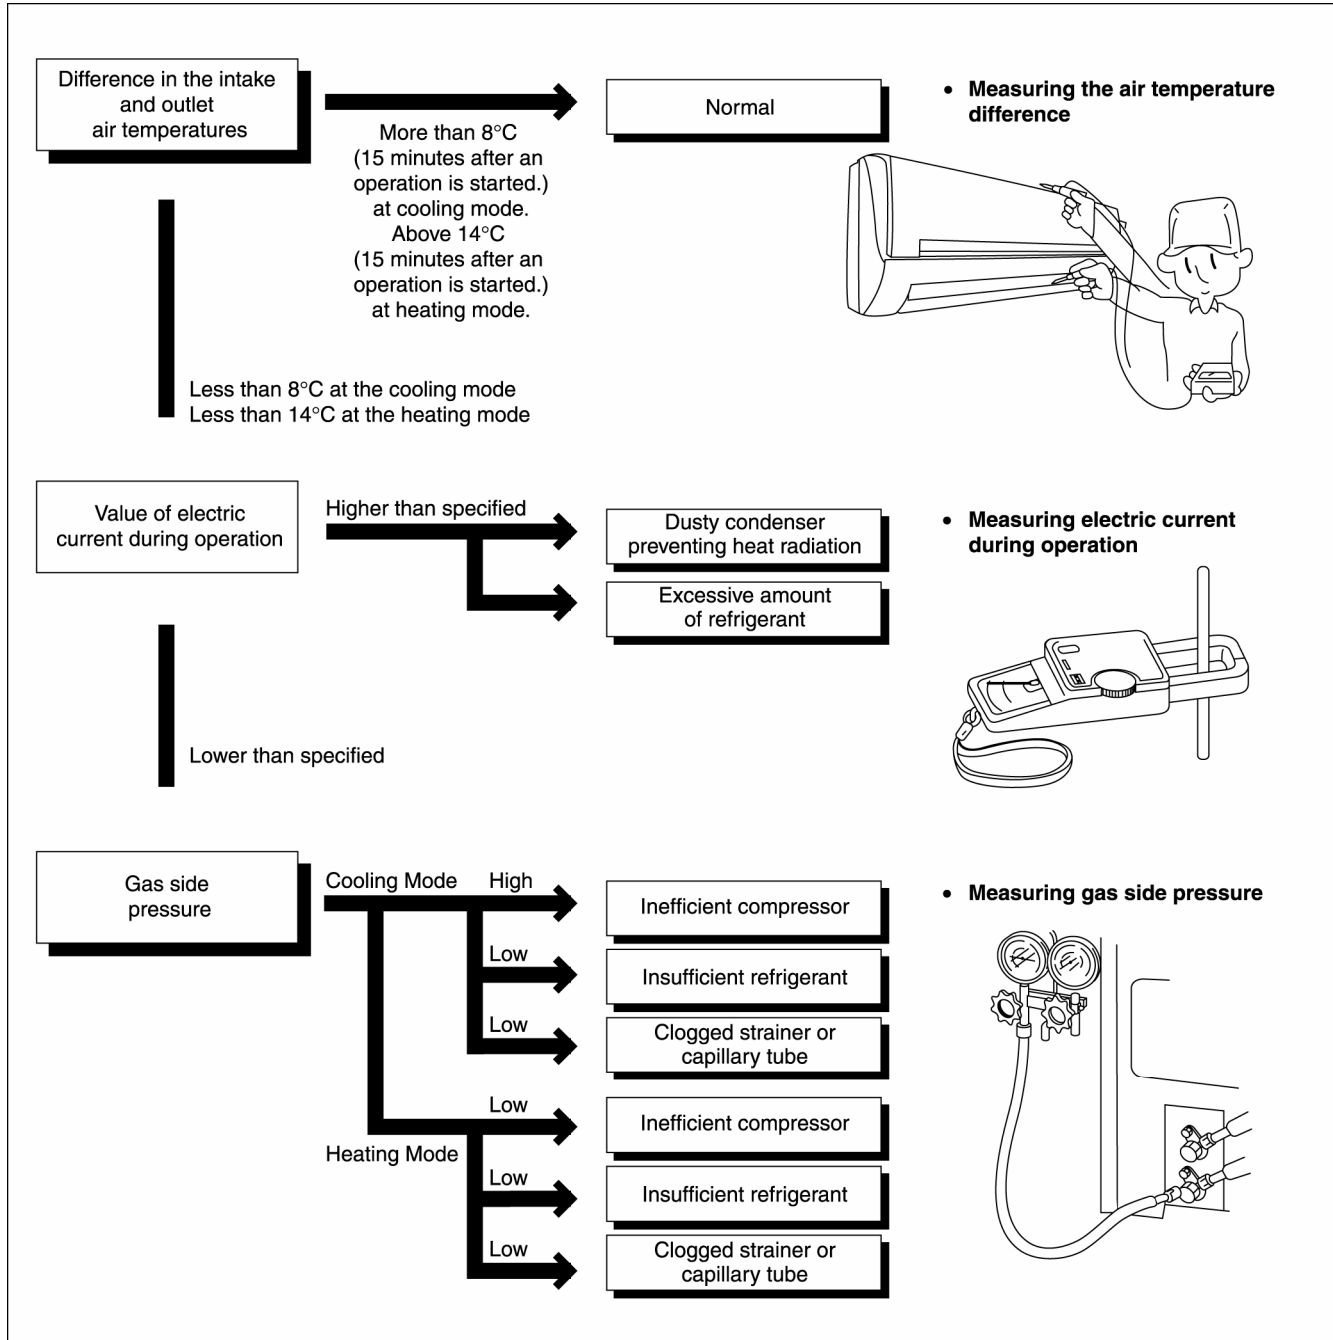 Difference in the intake
and outlet
air temperatures
More than 8°C
(15 minutes after an
operation is started.)
at cooling mode.
Above 14°C
(15 minutes after an
operation is started.)
at heating mode.
Normal
• Measuring the air temperature
difference
Less than 8°C at the cooling mode
Less than 14°C at the heating mode
Value of electric
current during operation
Higher than specified
Dusty condenser
preventing heat radiation
Excessive amount
of refrigerant
• Measuring electric current
during operation
Lower than specified
Gas side
pressure
Cooling Mode
High
Inefficient compressor
Low
Insufficient refrigerant
Low
Clogged strainer or
capillary tube
Heating Mode
Low
Inefficient compressor
Low
Insufficient refrigerant
Low
Clogged strainer or
capillary tube
• Measuring gas side pressure